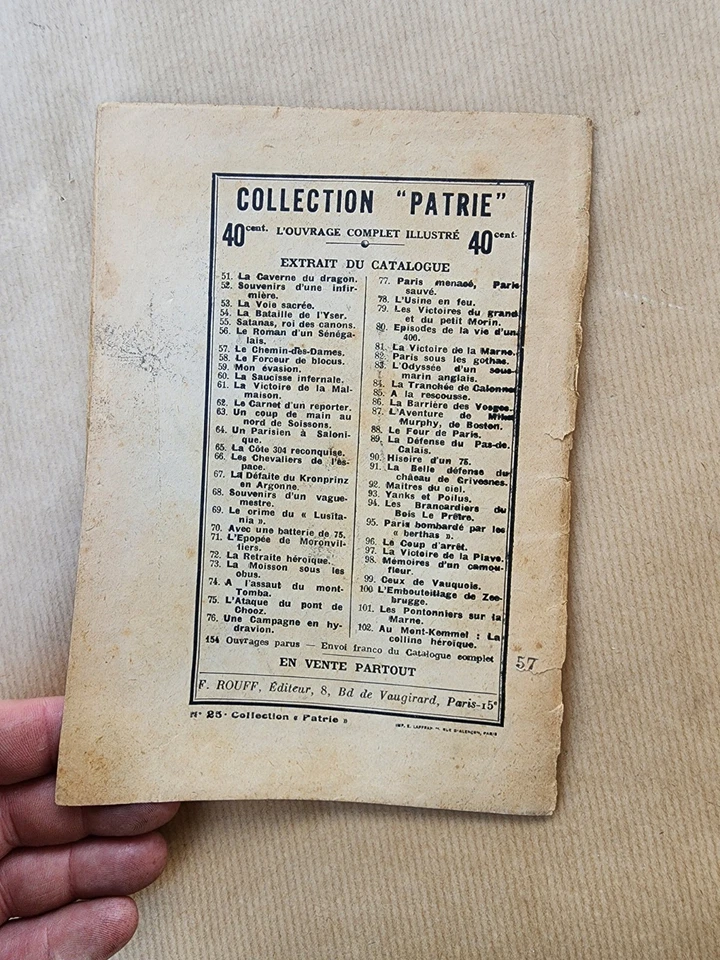 COLLECTION "PATRIE"
40 cent. L'OUVRAGE COMPLET ILLUSTRÉ 40 cent.
EXTRAIT DU CATALOGUE
51. La Caverne du dragon.
52. Souvenirs d'une infir-
mière.
53. La Voie sacrée.
54. La Bataille de l'Yser.
55. Satanas, roi des canons.
56. Le Roman d'un Sénéga-
lais.
57. Le Chemin-des-Dames.
58. Le Forceur de blocus.
59. Mon évasion.
60. La Saucisse infernale.
61. La Victoire de la Mal-
maison.
62. Le Carnet d'un reporter.
63. Un coup de main au
nord de Soissons.
64. Un Parisien à Saloni-
que.
65. La Côte 304 reconquise.
66. Les Chevaliers de l'es-
pace.
67. La Défaite du Kronprinz
en Argonne.
68. Souvenirs d'un vague-
mestre.
69. Le crime du « Lusita-
nia ».
70. Avec une batterie de 75.
71. L'Epopée de Moronvil-
liers.
72. La Retraite héroïque.
73. La Moisson sous les
obus.
74. A l'assaut du mont-
Tomba.
75. L'Ataque du pont de
Chooz.
76. Une Campagne en hy-
dravion.
77. Paris menacé, Paris
sauvé.
78. L'Usine en feu.
79. Les Victoires du grand
et du petit Morin.
80. Episodes de la vie d'un
400.
81. La Victoire de la Marne.
82. Paris sous les gothas.
83. L'Odyssée d'un sous-
marin anglais.
84. La Tranchée de Calonne
85. A la rescousse.
86. La Barrière des Vosges.
87. L'Aventure de Miss
Murphy, de Boston.
88. Le Four de Paris.
89. La Défense du Pas-de-
Calais.
90. Hisoire d'un 75.
91. La Belle défense du
châeau de Grivesnes.
92. Maîtres du ciel.
93. Yanks et Poilus.
94. Les Brancardiers du
Bois Le Prêtre.
95. Paris bombardé par les
« berthas ».
96. Le Coup d'arrêt.
97. La Victoire de la Piave.
98. Mémoires d'un camou-
fleur.
99. Ceux de Vauquois.
100 L'Embouteillage de Zee-
brugge.
101. Les Pontonniers sur la
Marne.
102. Au Mont-Kemmel : La
colline héroïque.
154 Ouvrages parus — Envoi franco du Catalogue complet
EN VENTE PARTOUT
F. ROUFF, Éditeur, 8, Bd de Vaugirard, Paris-15e
57
N° 25 - Collection « Patrie »
RUE D'ALENÇON, PARIS